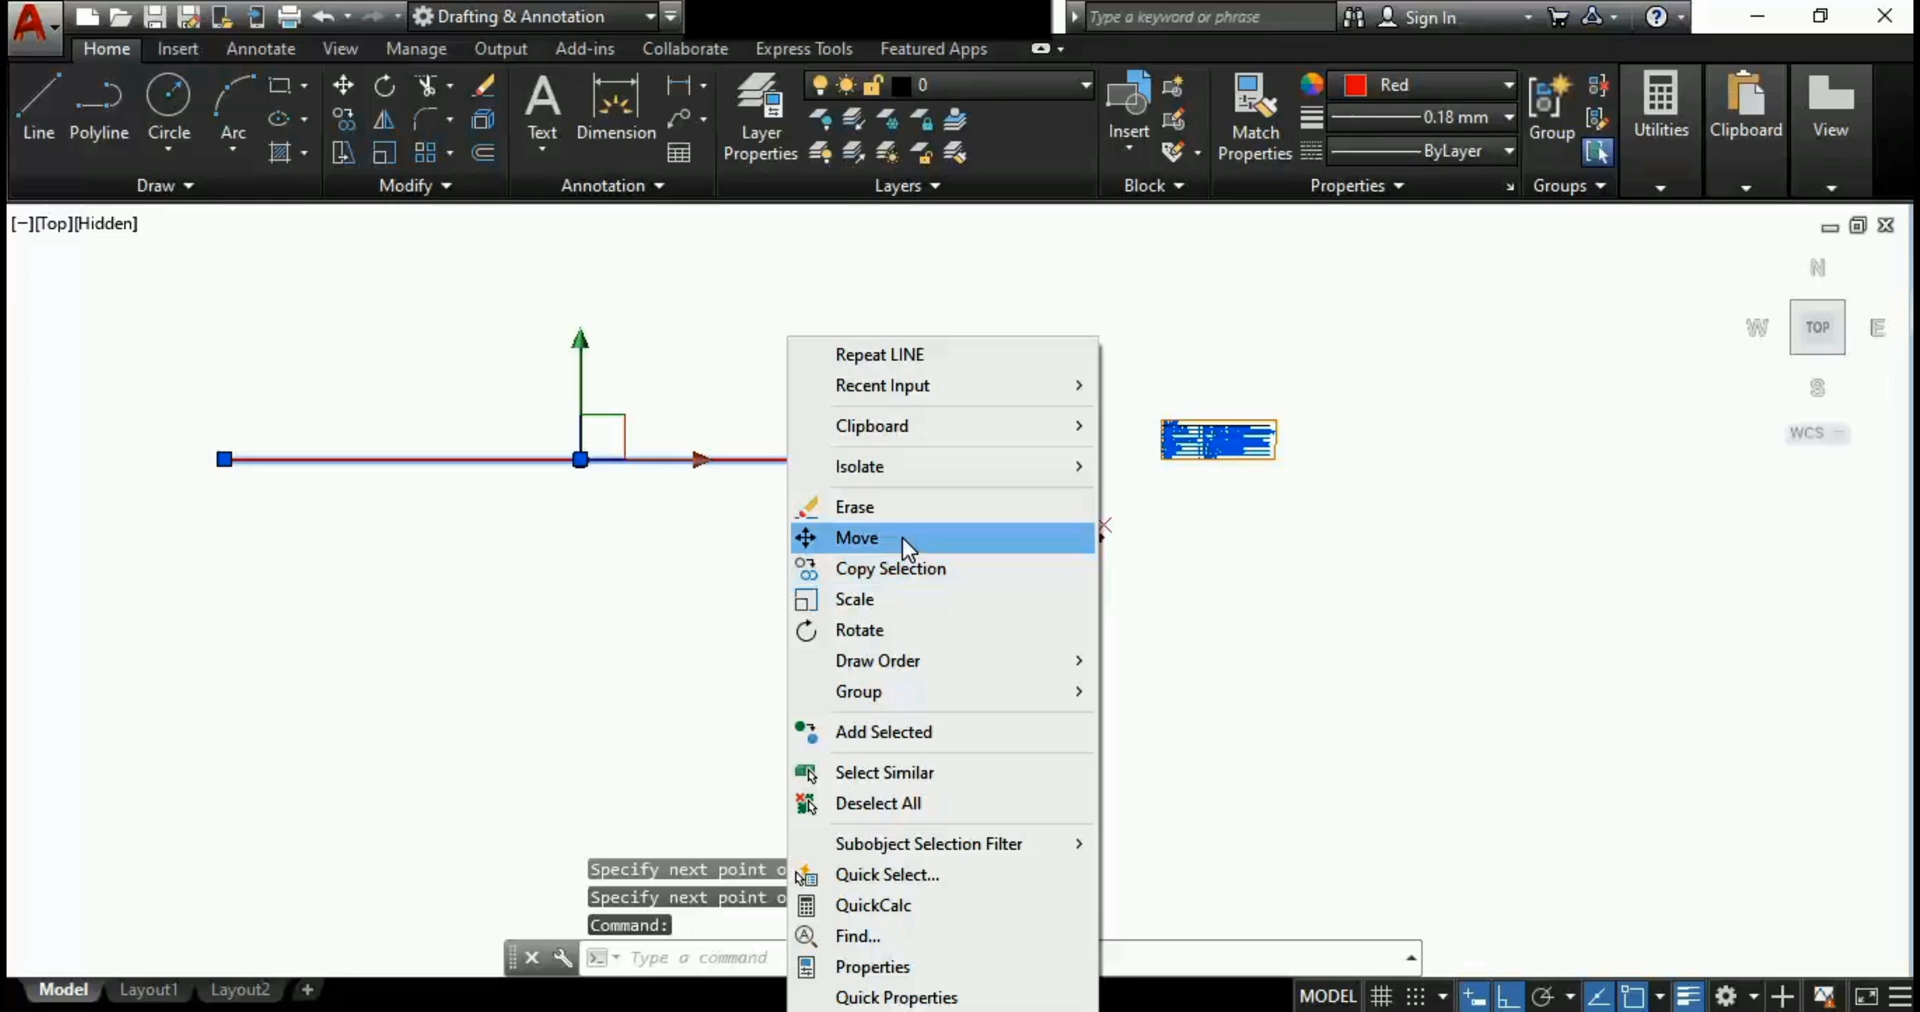 Drafting & Annotation
Type a keyword or phrase
Sign In
Home Insert Annotate View Manage Output Add-ins Collaborate Express Tools Featured Apps
Line Polyline Circle Arc
Text Dimension
Layer Properties
0
Insert
Match Properties
Red
0.18 mm
ByLayer
Group
Utilities
Clipboard
View
Draw Modify Annotation Layers Block Properties Groups
[−][Top][Hidden]
N
W TOP E
S
WCS
Repeat LINE
Recent Input
Clipboard
Isolate
Erase
Move
Copy Selection
Scale
Rotate
Draw Order
Group
Add Selected
Select Similar
Deselect All
Subobject Selection Filter
Quick Select...
QuickCalc
Find...
Properties
Quick Properties
Specify next point o
Specify next point o
Command:
Type a command
Model Layout1 Layout2 +
MODEL